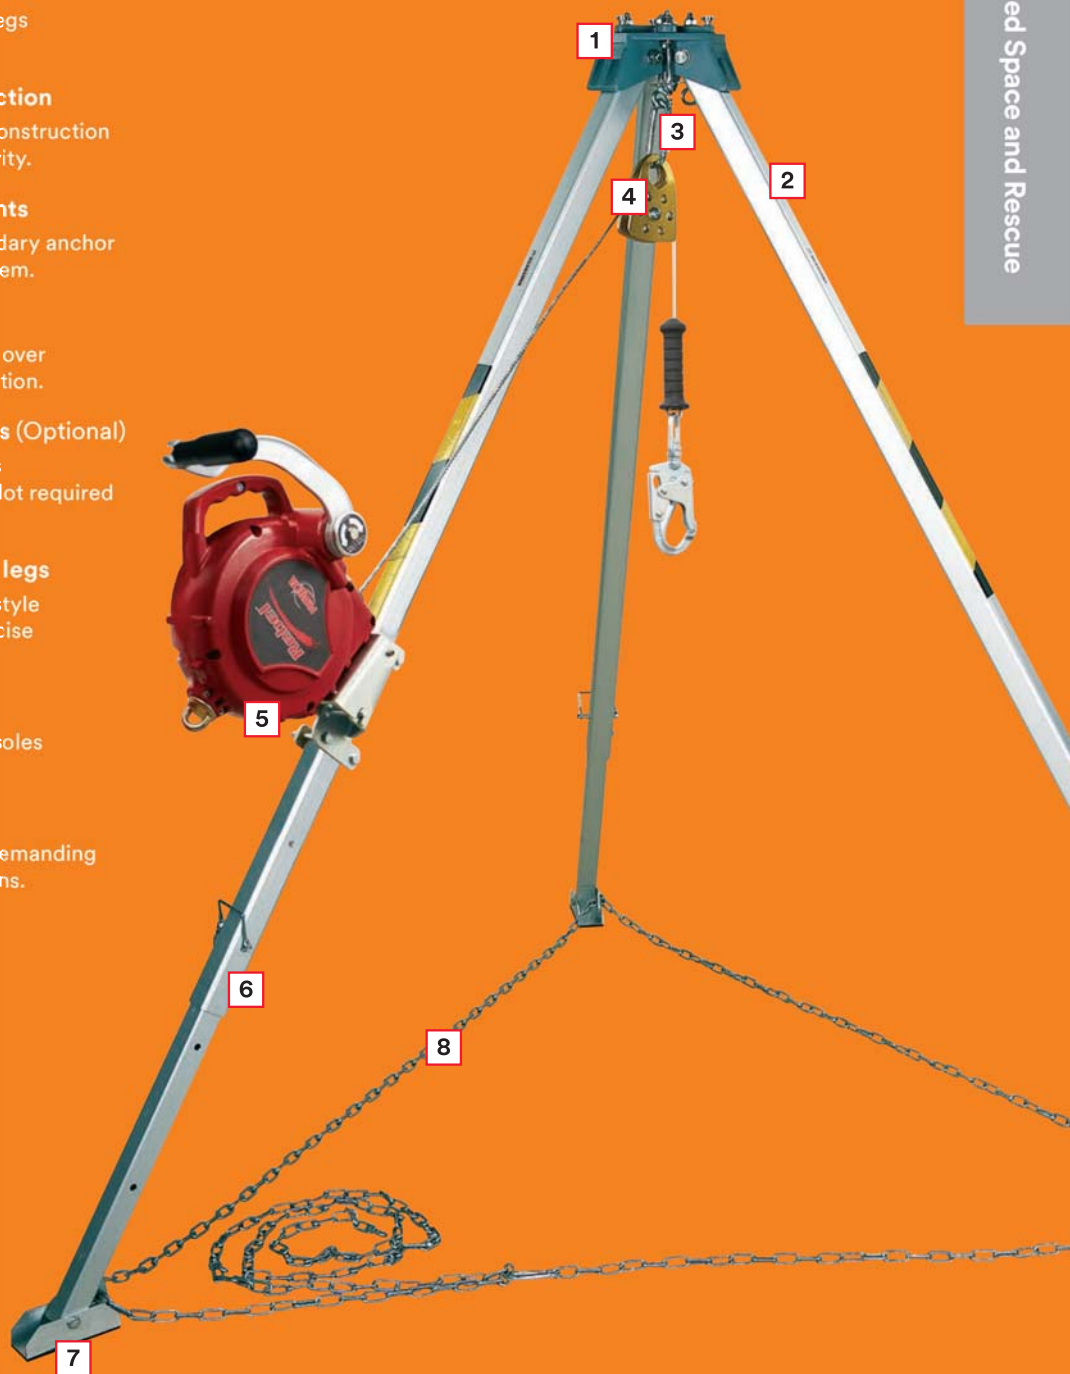 egs
ction
onstruction
ity.
nts
dary anchor
em.
over
tion.
s (Optional)
s
lot required
legs
style
cise
soles
emanding
ns.
1
2
3
4
5
6
7
8
ed Space and Rescue
Rebel